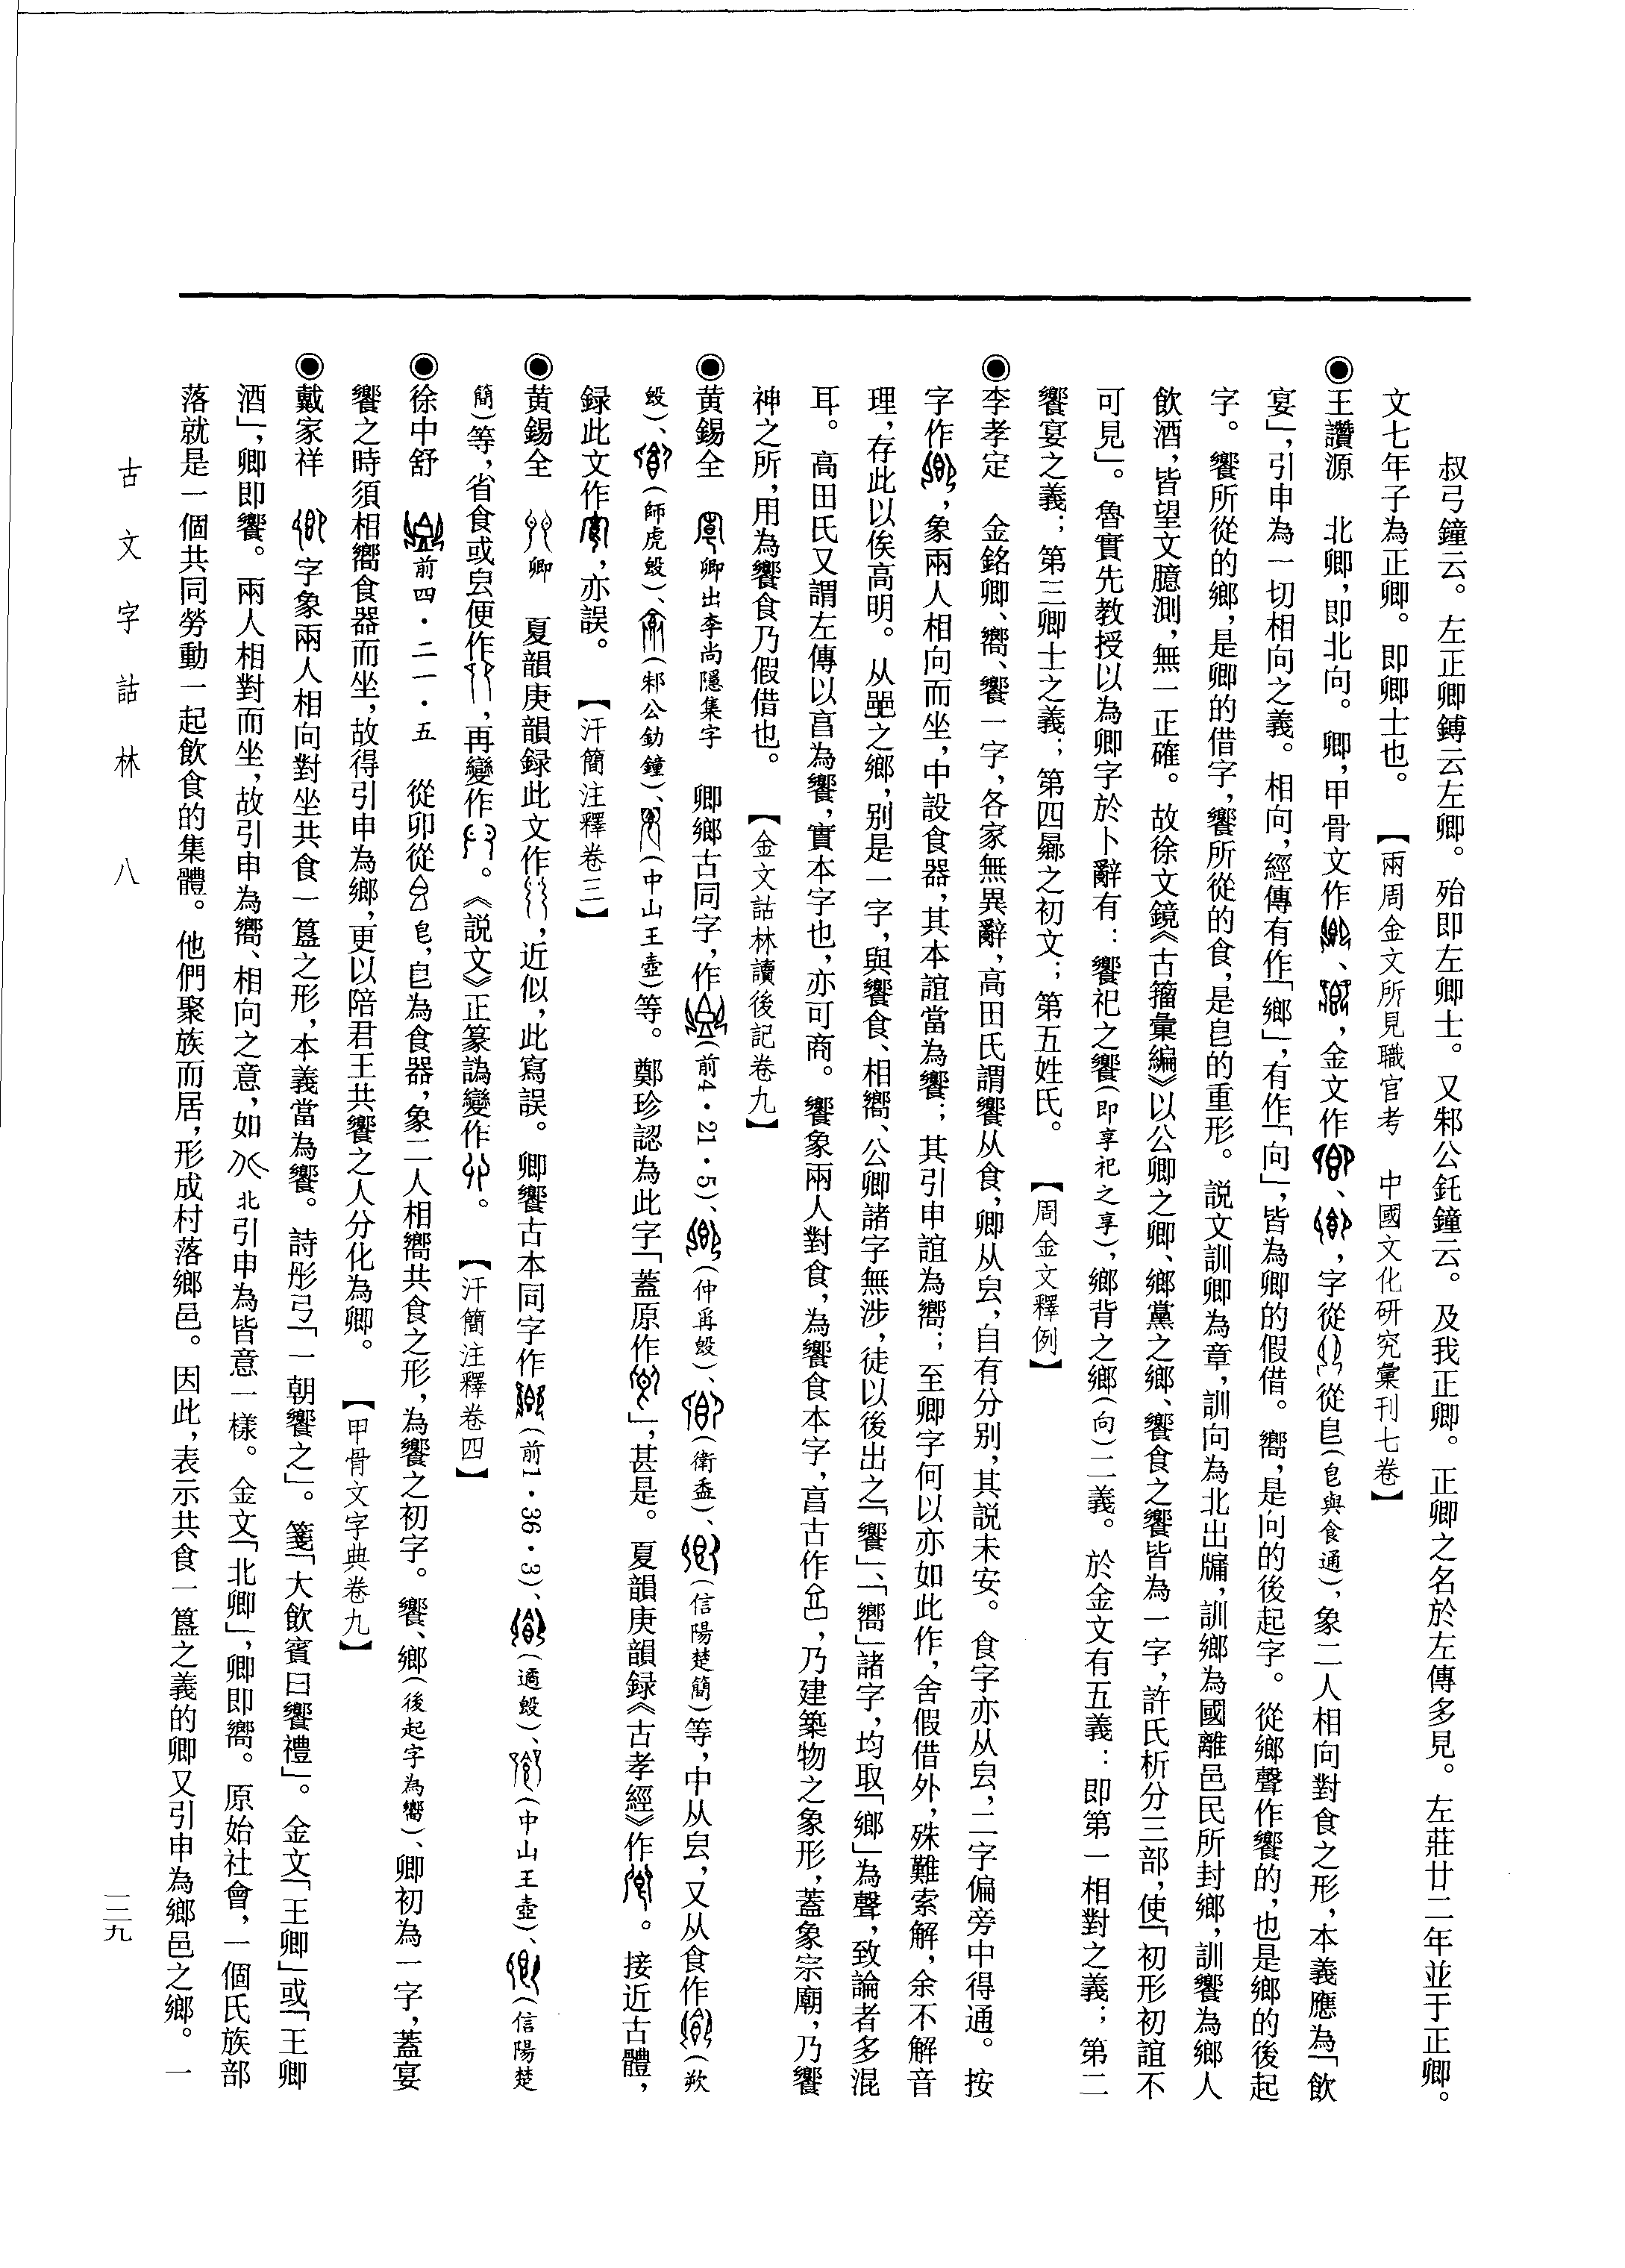 叔弓鐘云。左正卿鎛云左卿。殆即左卿士。又邾公釛鐘云。及我正卿。正卿之名於左傳多見。左莊廿二年並于正卿。
文七年子為正卿。即卿士也。【兩周金文所見職官考　中國文化研究彙刊七卷】
◉王讚源　北卿，即北向。卿，甲骨文作、，金文作、，字從從皀（皀與食通），象二人相向對食之形，本義應為「飲
宴」，引申為一切相向之義。相向，經傳有作「鄉」，有作「向」，皆為卿的假借。嚮，是向的後起字。從鄉聲作饗的，也是鄉的後起
字。饗所從的鄉，是卿的借字，饗所從的食，是皀的重形。説文訓卿為章，訓向為北出牖，訓鄉為國離邑民所封鄉，訓饗為鄉人
飲酒，皆望文臆測，無一正確。故徐文鏡《古籀彙編》以公卿之卿、鄉黨之鄉、饗食之饗皆為一字，許氏析分三部，使「初形初誼不
可見」。魯實先教授以為卿字於卜辭有：饗祀之饗（即享祀之享），鄉背之鄉（向）二義。於金文有五義：即第一相對之義；第二
饗宴之義；第三卿士之義；第四之初文；第五姓氏。【周金文釋例】
◉李孝定　金銘卿、嚮、饗一字，各家無異辭，高田氏謂饗从食，卿从皀，自有分別，其説未安。食字亦从皀，二字偏旁中得通。按
字作，象兩人相向而坐，中設食器，其本誼當為饗；其引申誼為嚮；至卿字何以亦如此作，舍假借外，殊難索解，余不解音
理，存此以俟高明。从之鄉，別是一字，與饗食、相嚮、公卿諸字無涉，徒以後出之「饗」、「嚮」諸字，均取「鄉」為聲，致論者多混
耳。高田氏又謂左傳以亯為饗，實本字也，亦可商。饗象兩人對食，為饗食本字，亯古作，乃建築物之象形，蓋象宗廟，乃饗
神之所，用為饗食乃假借也。【金文詁林讀後記卷九】
◉黄錫全　卿出李尚隱集字　卿鄉古同字，作（前4·21·5）、（仲爯𣪘）、（衛盉）、（信陽楚簡）等，中从皀，又从食作（㝬
𣪘）、（師虎𣪘）、（邾公釛鐘）、（中山王壺）等。鄭珍認為此字「蓋原作」，甚是。夏韻庚韻録《古孝經》作。接近古體，
録此文作，亦誤。【汗簡注釋卷三】
◉黄錫全　卿　夏韻庚韻録此文作，近似，此寫誤。卿饗古本同字作（前1·36·3）、（遹𣪘）、（中山王壺）、（信陽楚
簡）等，省食或皀便作，再變作。《説文》正篆譌變作。【汗簡注釋卷四】
◉徐中舒　前四·二一·五　從卯從皀，皀為食器，象二人相嚮共食之形，為饗之初字。饗、鄉（後起字為嚮）、卿初為一字，蓋宴
饗之時須相嚮食器而坐，故得引申為鄉，更以陪君王共饗之人分化為卿。【甲骨文字典卷九】
◉戴家祥　字象兩人相向對坐共食一簋之形，本義當為饗。詩彤弓「一朝饗之」。箋「大飲賓曰饗禮」。金文「王卿」或「王卿
酒」，卿即饗。兩人相對而坐，故引申為嚮、相向之意，如北引申為皆意一樣。金文「北卿」，卿即嚮。原始社會，一個氏族部
落就是一個共同勞動一起飲食的集體。他們聚族而居，形成村落鄉邑。因此，表示共食一簋之義的卿又引申為鄉邑之鄉。一
古文字詁林　八
一二九